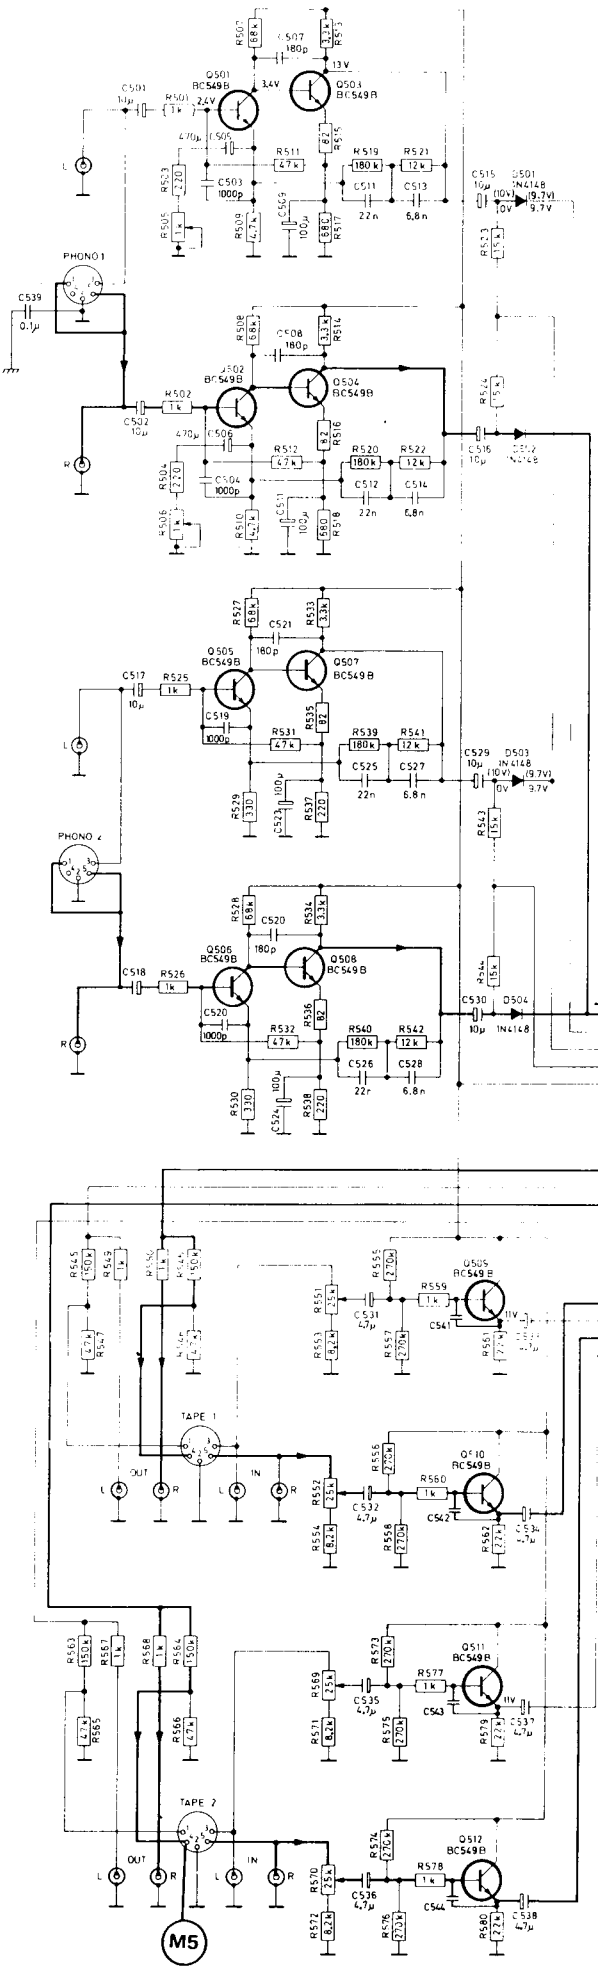 R507
68k
C507
180p
3,3k
R513
C501
10µ
R501
1k
2,4V
Q501
BC549B
3,4V
13V
Q503
BC549B
470µ
C505
R503
220
R505
1k
C503
1000p
R511
47k
R509
4,7k
C509
100µ
82
R515
680
R517
R519
180k
C511
22n
R521
12k
C513
6,8n
C515
10µ
D501
1N4148
(10V)
0V
(9.7V)
9.7V
R523
15k
L
PHONO 1
C539
0.1µ
R508
68k
C508
180p
3,3k
R514
Q502
BC549B
Q504
BC549B
R502
1k
C502
10µ
470µ
C506
R504
220
R506
1k
C504
1000p
R512
47k
R510
4,7k
C511
100µ
82
R516
680
R518
R520
180k
C512
22n
R522
12k
C514
6,8n
R524
15k
C516
10µ
D502
1N4148
R
R527
68k
C521
180p
R533
3,3k
Q505
BC549B
Q507
BC549B
C517
10µ
R525
1k
C519
1000p
R531
47k
R529
330
C523
100µ
R535
82
R537
220
R539
180k
C525
22n
R541
12k
C527
6.8n
C529
10µ
D503
1N4148
(10V)
0V
(9.7V)
9.7V
R543
15k
L
PHONO 2
1
4
2
5
3
R528
68k
C520
180p
R534
3,3k
Q506
BC549B
Q508
BC549B
C518
R526
1k
C520
1000p
R532
47k
R530
330
C524
100µ
R536
82
R538
220
R540
180k
C526
22n
R542
12k
C528
6.8n
R544
15k
C530
10µ
D504
1N4148
R
R545
150k
R549
1k
R550
1k
150k
47k
R547
R546
47k
R551
25k
R553
8,2k
C531
4.7µ
R555
270k
R557
270k
R559
1k
C541
Q509
BC549B
11V
R561
22k
4.7µ
TAPE 1
OUT
IN
L
R
L
R
R552
25k
R554
8,2k
C532
4.7µ
R556
270k
R558
270k
R560
1k
C542
Q510
BC549B
R562
22k
C534
4.7µ
R563
150k
R567
1k
R568
1k
R564
150k
47k
R565
R566
47k
R569
25k
R571
8,2k
C535
4.7µ
R573
270k
R575
270k
R577
1k
C543
Q511
BC549B
11V
R579
22k
C537
4.7µ
TAPE 2
OUT
IN
L
R
L
R
R570
25k
R572
8,2k
C536
4.7µ
R574
270k
R576
270k
R578
1k
C544
Q512
BC549B
R580
22k
C538
4.7µ
M5